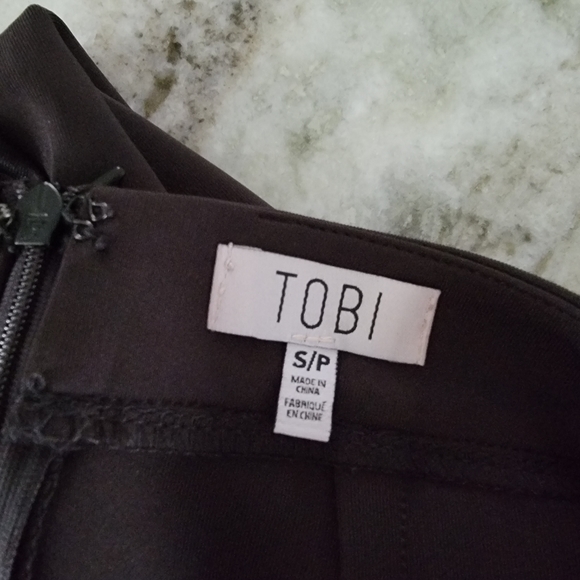 TOBI
S/P
MADE IN
CHINA
FABRIQUÉ
EN CHINE